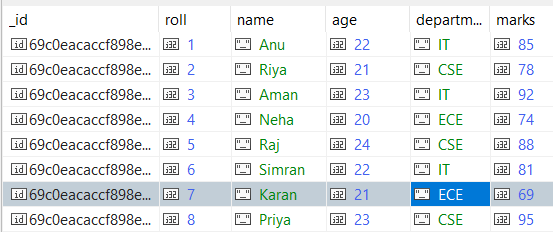 _id roll name age departm... marks
69c0eacaccf898e... 1 Anu 22 IT 85
69c0eacaccf898e... 2 Riya 21 CSE 78
69c0eacaccf898e... 3 Aman 23 IT 92
69c0eacaccf898e... 4 Neha 20 ECE 74
69c0eacaccf898e... 5 Raj 24 CSE 88
69c0eacaccf898e... 6 Simran 22 IT 81
69c0eacaccf898e... 7 Karan 21 ECE 69
69c0eacaccf898e... 8 Priya 23 CSE 95